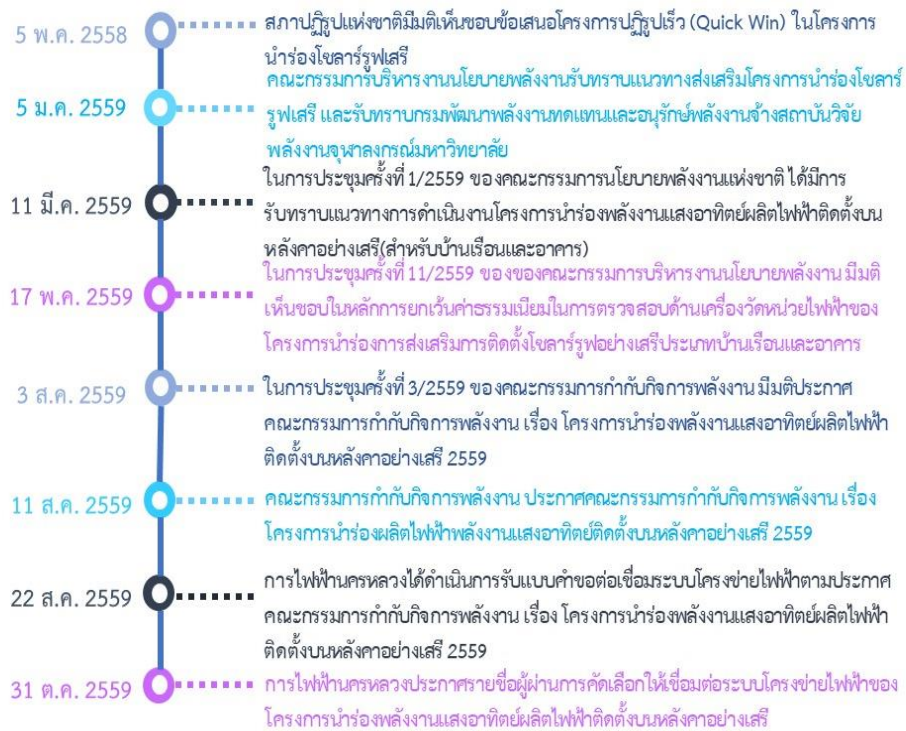 5 พ.ค. 2558
สภาปฏิรูปแห่งชาติมีมติเห็นชอบข้อเสนอโครงการปฏิรูปเร็ว (Quick Win) ในโครงการ
นำร่องโซลาร์รูฟเสรี
5 ม.ค. 2559
คณะกรรมการบริหารงานนโยบายพลังงานรับทราบแนวทางส่งเสริมโครงการนำร่องโซลาร์
รูฟเสรี และรับทราบกรมพัฒนาพลังงานทดแทนและอนุรักษ์พลังงานจ้างสถาบันวิจัย
พลังงานจุฬาลงกรณ์มหาวิทยาลัย
11 มี.ค. 2559
ในการประชุมครั้งที่ 1/2559 ของคณะกรรมการนโยบายพลังงานแห่งชาติ ได้มีการ
รับทราบแนวทางการดำเนินงานโครงการนำร่องพลังงานแสงอาทิตย์ผลิตไฟฟ้าติดตั้งบน
หลังคาอย่างเสรี(สำหรับบ้านเรือนและอาคาร)
17 พ.ค. 2559
ในการประชุมครั้งที่ 11/2559 ของของคณะกรรมการบริหารงานนโยบายพลังงาน มีมติ
เห็นชอบในหลักการยกเว้นค่าธรรมเนียมในการตรวจสอบด้านเครื่องวัดหน่วยไฟฟ้าของ
โครงการนำร่องการส่งเสริมการติดตั้งโซลาร์รูฟอย่างเสรีประเภทบ้านเรือนและอาคาร
3 ส.ค. 2559
ในการประชุมครั้งที่ 3/2559 ของคณะกรรมการกำกับกิจการพลังงาน มีมติประกาศ
คณะกรรมการกำกับกิจการพลังงาน เรื่อง โครงการนำร่องพลังงานแสงอาทิตย์ผลิตไฟฟ้า
ติดตั้งบนหลังคาอย่างเสรี 2559
11 ส.ค. 2559
คณะกรรมการกำกับกิจการพลังงาน ประกาศคณะกรรมการกำกับกิจการพลังงาน เรื่อง
โครงการนำร่องผลิตไฟฟ้าพลังงานแสงอาทิตย์ติดตั้งบนหลังคาอย่างเสรี 2559
22 ส.ค. 2559
การไฟฟ้านครหลวงได้ดำเนินการรับแบบคำขอต่อเชื่อมระบบโครงข่ายไฟฟ้าตามประกาศ
คณะกรรมการกำกับกิจการพลังงาน เรื่อง โครงการนำร่องพลังงานแสงอาทิตย์ผลิตไฟฟ้า
ติดตั้งบนหลังคาอย่างเสรี 2559
31 ต.ค. 2559
การไฟฟ้านครหลวงประกาศรายชื่อผู้ผ่านการคัดเลือกให้เชื่อมต่อระบบโครงข่ายไฟฟ้าของ
โครงการนำร่องพลังงานแสงอาทิตย์ผลิตไฟฟ้าติดตั้งบนหลังคาอย่างเสรี